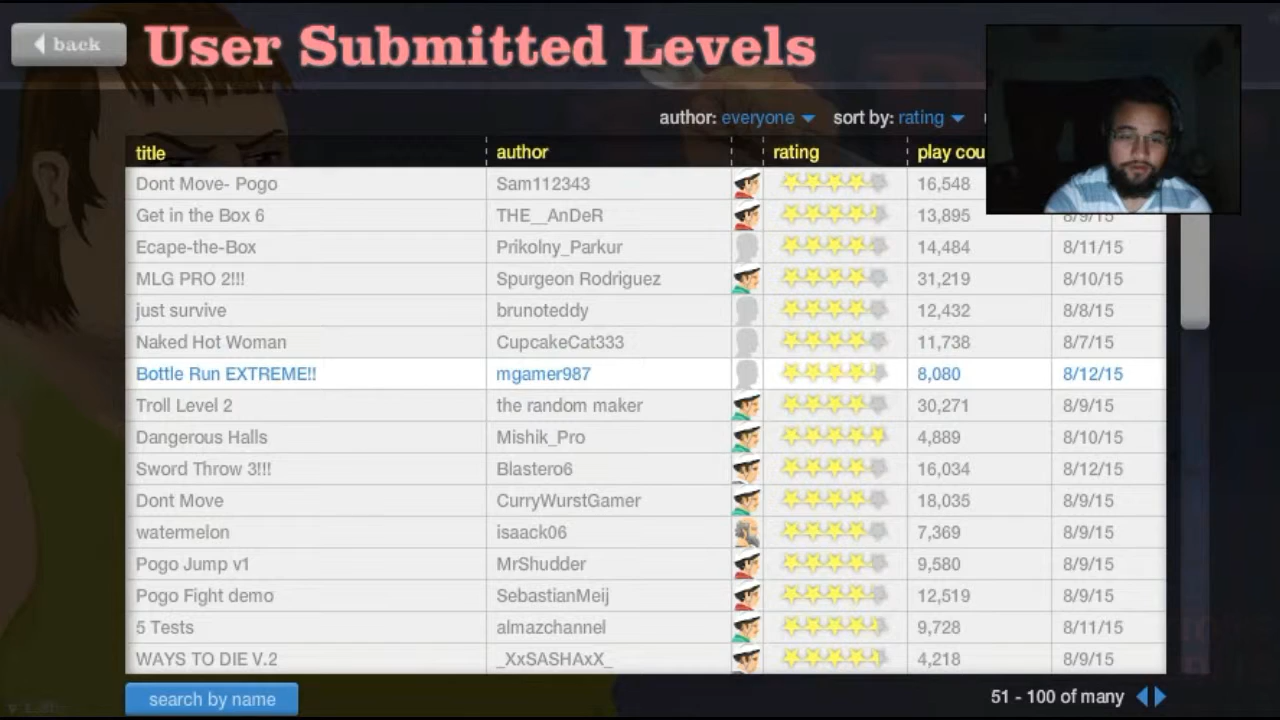 back
User Submitted Levels
author: everyone sort by: rating
title author rating play cou
Dont Move- Pogo Sam112343 16,548
Get in the Box 6 THE__AnDeR 13,895 8/9/15
Ecape-the-Box Prikolny_Parkur 14,484 8/11/15
MLG PRO 2!!! Spurgeon Rodriguez 31,219 8/10/15
just survive brunoteddy 12,432 8/8/15
Naked Hot Woman CupcakeCat333 11,738 8/7/15
Bottle Run EXTREME!! mgamer987 8,080 8/12/15
Troll Level 2 the random maker 30,271 8/9/15
Dangerous Halls Mishik_Pro 4,889 8/10/15
Sword Throw 3!!! Blastero6 16,034 8/12/15
Dont Move CurryWurstGamer 18,035 8/9/15
watermelon isaack06 7,369 8/9/15
Pogo Jump v1 MrShudder 9,580 8/9/15
Pogo Fight demo SebastianMeij 12,519 8/9/15
5 Tests almazchannel 9,728 8/11/15
WAYS TO DIE V.2 _XxSASHAxX_ 4,218 8/9/15
search by name 51 - 100 of many